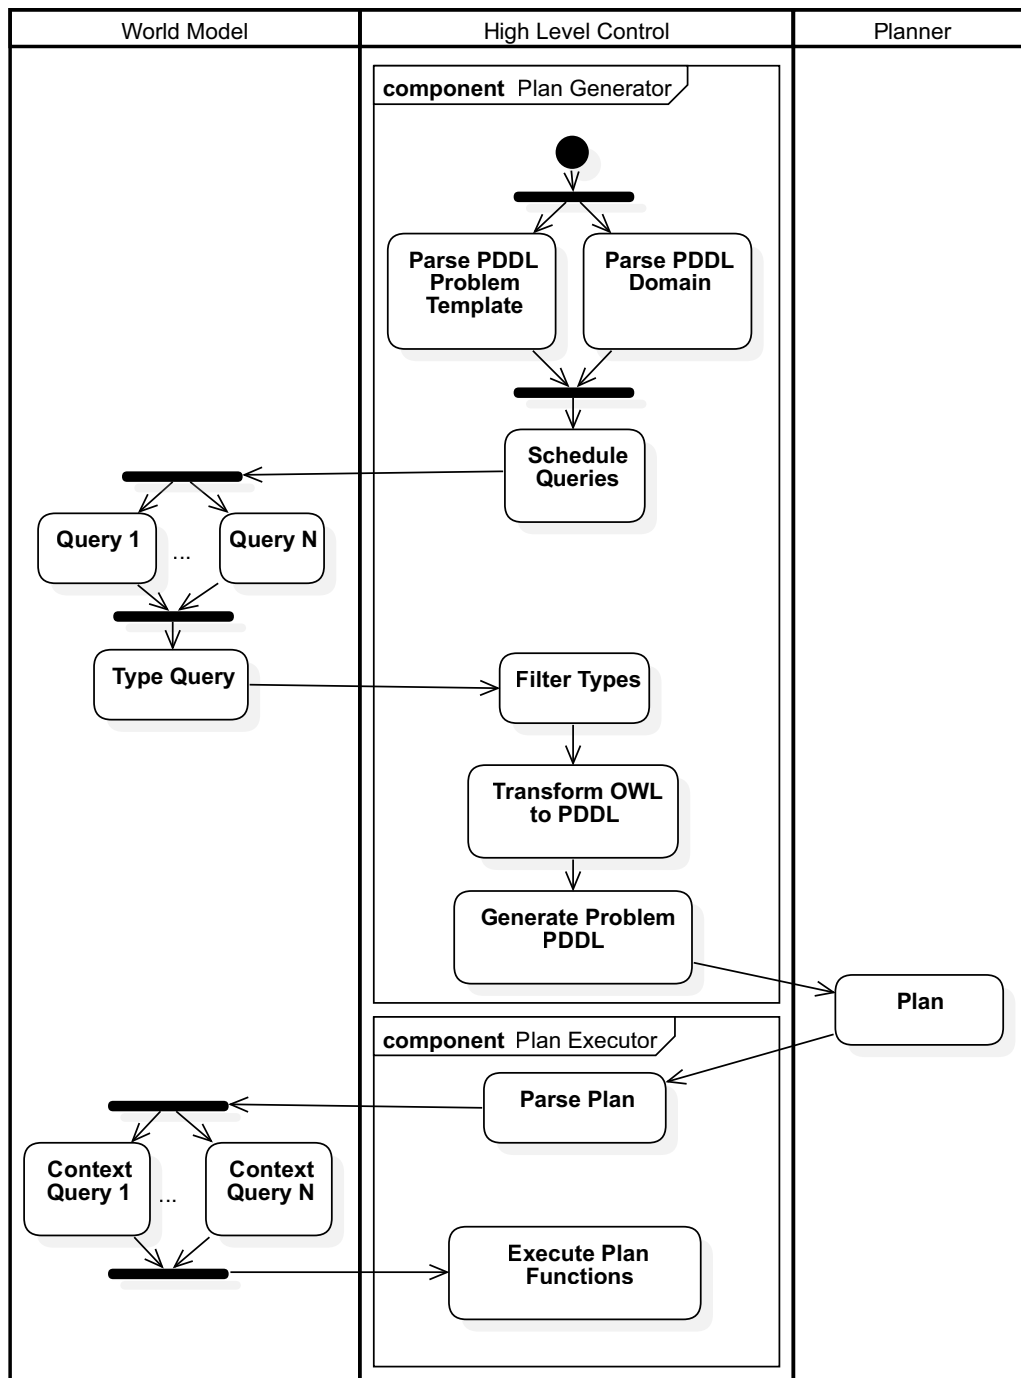 World Model
High Level Control
Planner
component Plan Generator
Parse PDDL
Problem
Template
Parse PDDL
Domain
Schedule
Queries
Query 1
...
Query N
Type Query
Filter Types
Transform OWL
to PDDL
Generate Problem
PDDL
Plan
component Plan Executor
Parse Plan
Context
Query 1
...
Context
Query N
Execute Plan
Functions